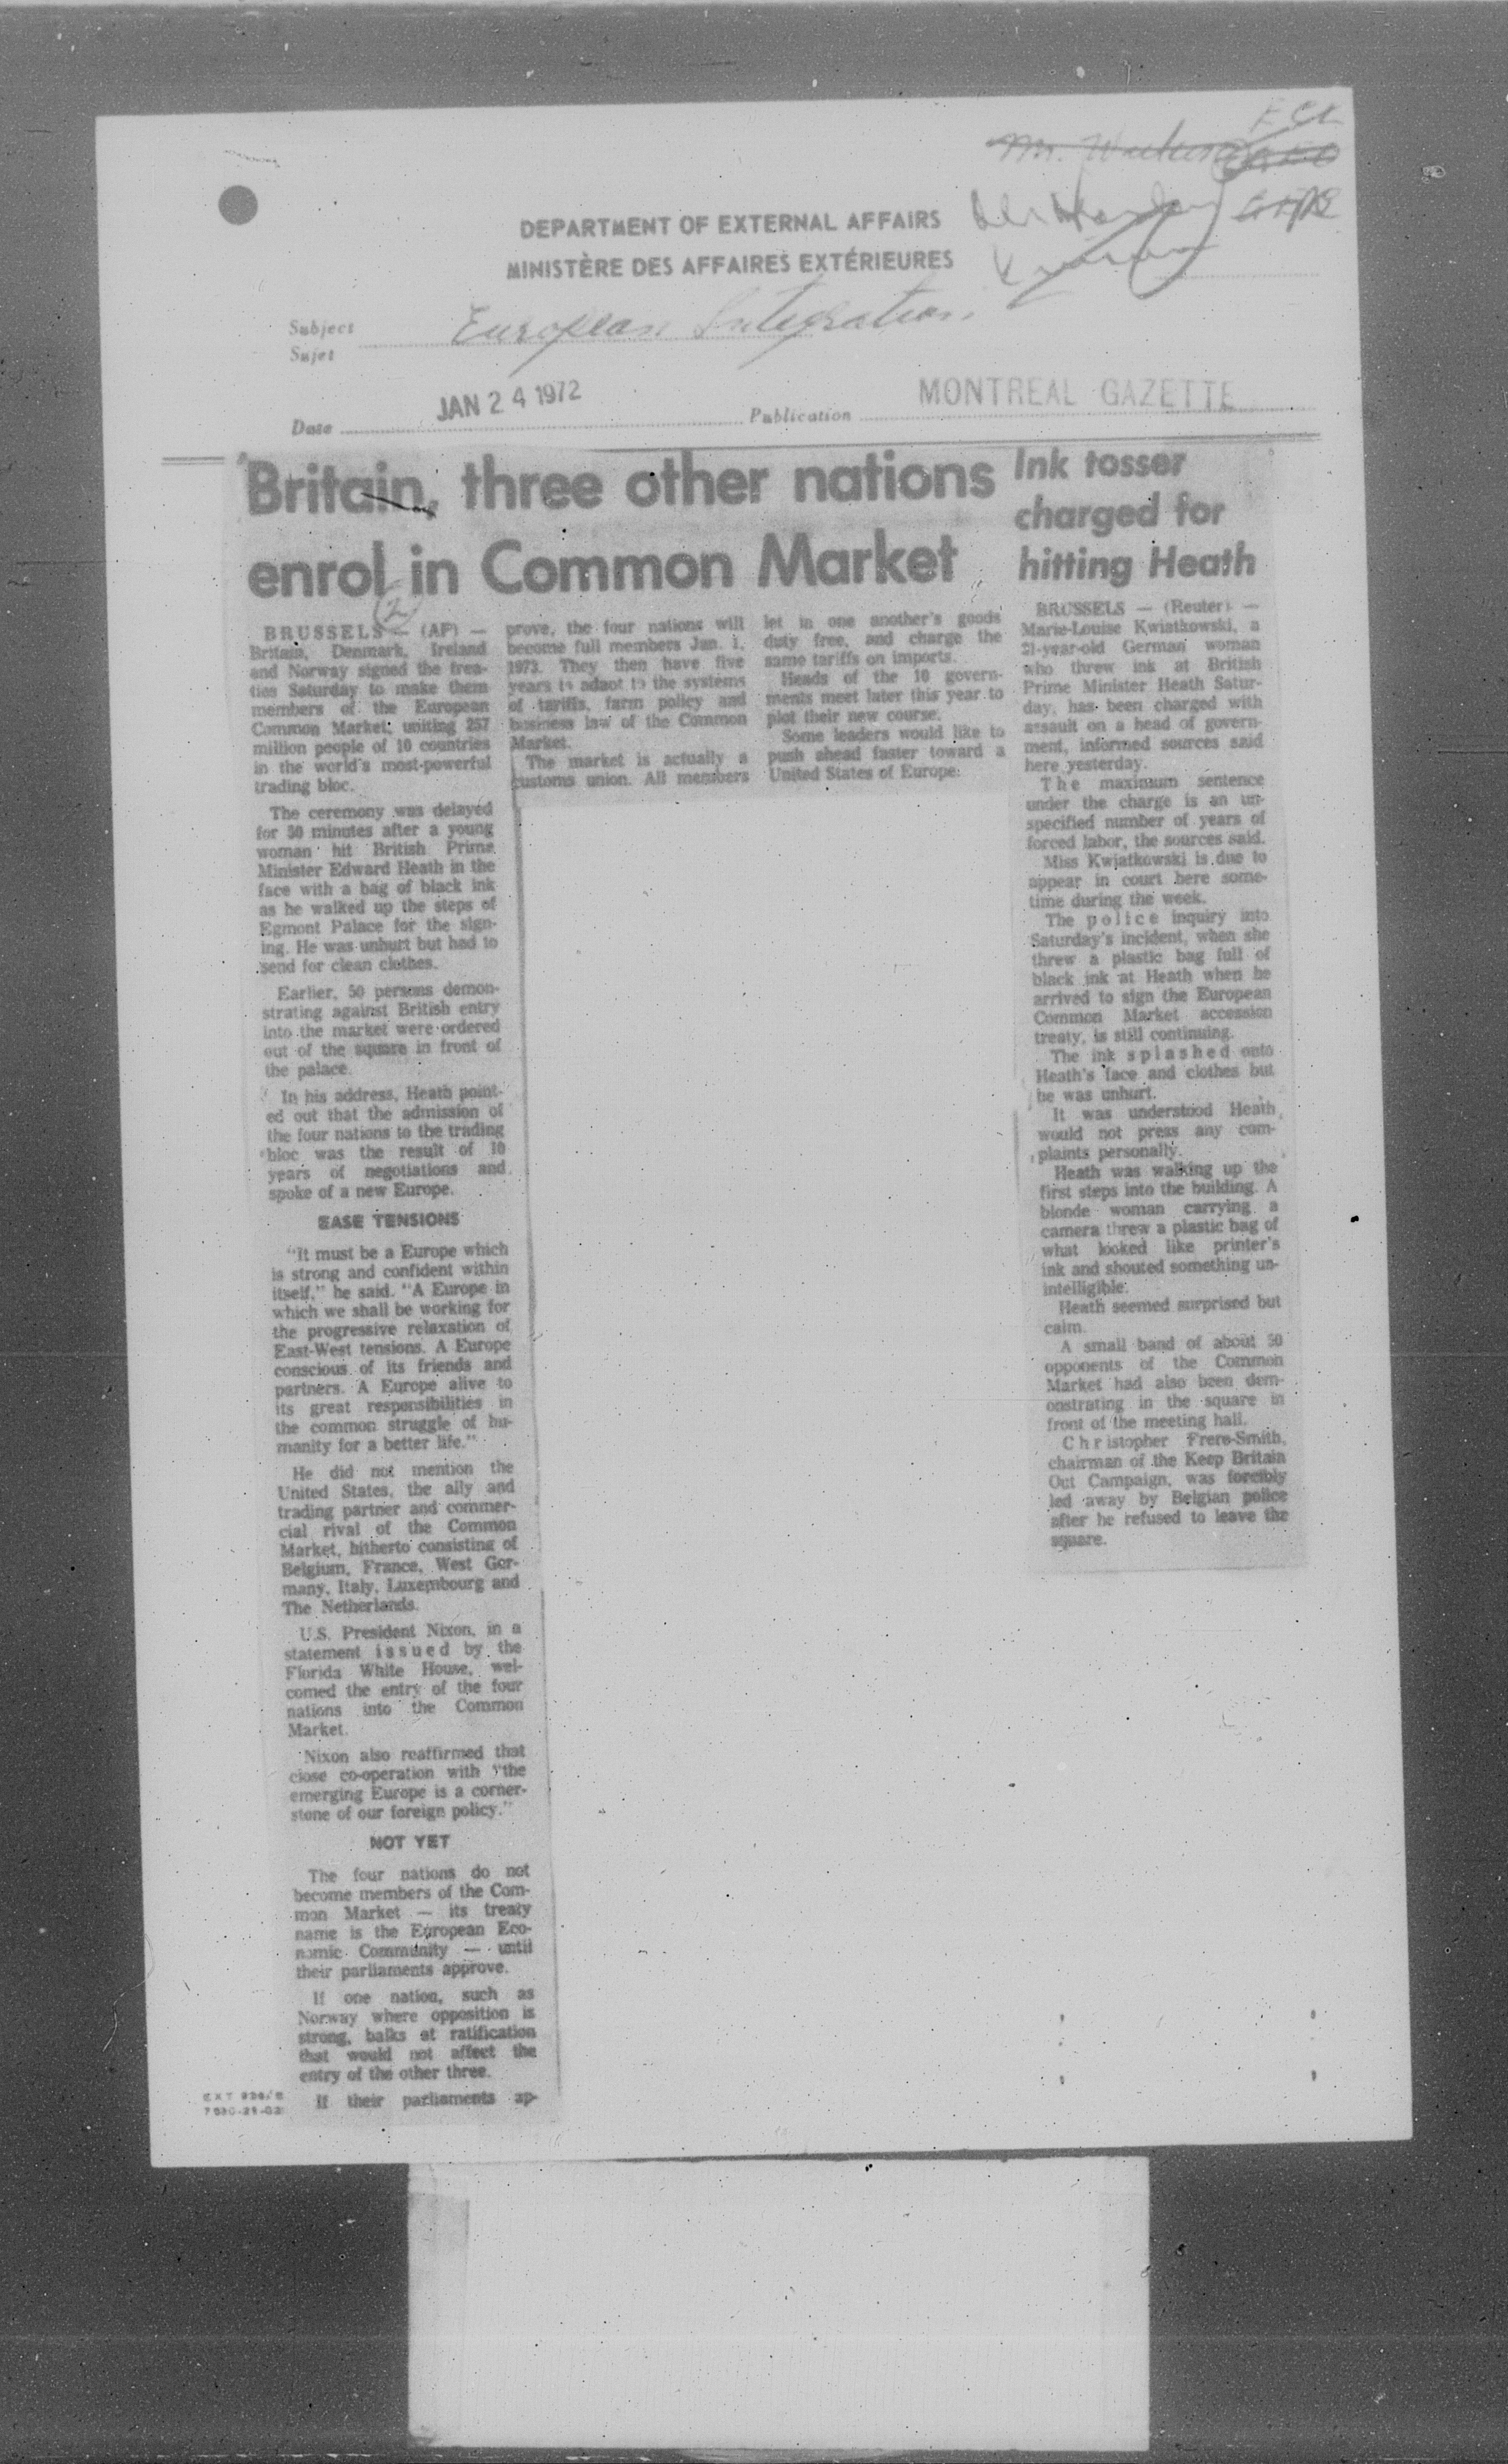 DEPARTMENT OF EXTERNAL AFFAIRS
MINISTÈRE DES AFFAIRES EXTÉRIEURES
Subject
Sujet
European Integration
Date
JAN 24 1972
Publication
MONTREAL GAZETTE
Britain, three other nations
enrol in Common Market
2
BRUSSELS — (AP) —
Britain, Denmark, Ireland
and Norway signed the trea-
ties Saturday to make them
members of the European
Common Market, uniting 257
million people of 10 countries
in the world's most-powerful
trading bloc.
The ceremony was delayed
for 50 minutes after a young
woman hit British Prime
Minister Edward Heath in the
face with a bag of black ink
as he walked up the steps of
Egmont Palace for the sign-
ing. He was unhurt but had to
send for clean clothes.
Earlier, 50 persons demon-
strating against British entry
into the market were ordered
out of the square in front of
the palace.
In his address, Heath point-
ed out that the admission of
the four nations to the trading
bloc was the result of 10
years of negotiations and
spoke of a new Europe.
EASE TENSIONS
"It must be a Europe which
is strong and confident within
itself," he said. "A Europe in
which we shall be working for
the progressive relaxation of
East-West tensions. A Europe
conscious of its friends and
partners. A Europe alive to
its great responsibilities in
the common struggle of hu-
manity for a better life."
He did not mention the
United States, the ally and
trading partner and commer-
cial rival of the Common
Market, hitherto consisting of
Belgium, France, West Ger-
many, Italy, Luxembourg and
The Netherlands.
U.S. President Nixon, in a
statement issued by the
Florida White House, wel-
comed the entry of the four
nations into the Common
Market.
Nixon also reaffirmed that
close co-operation with "the
emerging Europe is a corner-
stone of our foreign policy."
NOT YET
The four nations do not
become members of the Com-
mon Market — its treaty
name is the European Eco-
nomic Community — until
their parliaments approve.
If one nation, such as
Norway where opposition is
strong, balks at ratification
that would not affect the
entry of the other three.
If their parliaments ap-
prove, the four nations will
become full members Jan. 1,
1973. They then have five
years to adapt to the systems
of tariffs, farm policy and
business law of the Common
Market.
The market is actually a
customs union. All members
let in one another's goods
duty free, and charge the
same tariffs on imports.
Heads of the 10 govern-
ments meet later this year to
plot their new course.
Some leaders would like to
push ahead faster toward a
United States of Europe.
Ink tosser
charged for
hitting Heath
BRUSSELS — (Reuter) —
Marie-Louise Kwiatkowski, a
21-year-old German woman
who threw ink at British
Prime Minister Heath Satur-
day, has been charged with
assault on a head of govern-
ment, informed sources said
here yesterday.
The maximum sentence
under the charge is an un-
specified number of years of
forced labor, the sources said.
Miss Kwiatkowski is due to
appear in court here some-
time during the week.
The police inquiry into
Saturday's incident, when she
threw a plastic bag full of
black ink at Heath when he
arrived to sign the European
Common Market accession
treaty, is still continuing.
The ink splashed onto
Heath's face and clothes but
he was unhurt.
It was understood Heath
would not press any com-
plaints personally.
Heath was walking up the
first steps into the building. A
blonde woman carrying a
camera threw a plastic bag of
what looked like printer's
ink and shouted something un-
intelligible.
Heath seemed surprised but
calm.
A small band of about 50
opponents of the Common
Market had also been dem-
onstrating in the square in
front of the meeting hall.
Christopher Frere-Smith,
chairman of the Keep Britain
Out Campaign, was forcibly
led away by Belgian police
after he refused to leave the
square.